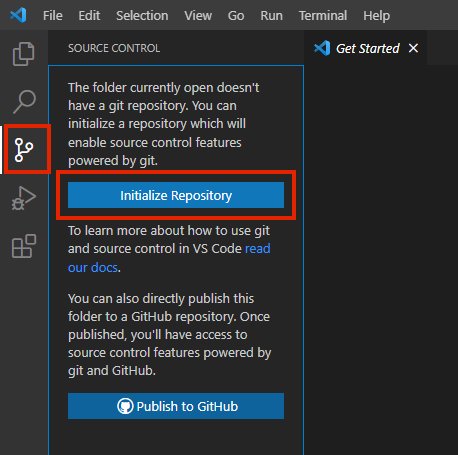 File Edit Selection View Go Run Terminal Help
SOURCE CONTROL
Get Started
The folder currently open doesn't
have a git repository. You can
initialize a repository which will
enable source control features
powered by git.
Initialize Repository
To learn more about how to use git
and source control in VS Code read
our docs.
You can also directly publish this
folder to a GitHub repository. Once
published, you'll have access to
source control features powered by
git and GitHub.
Publish to GitHub